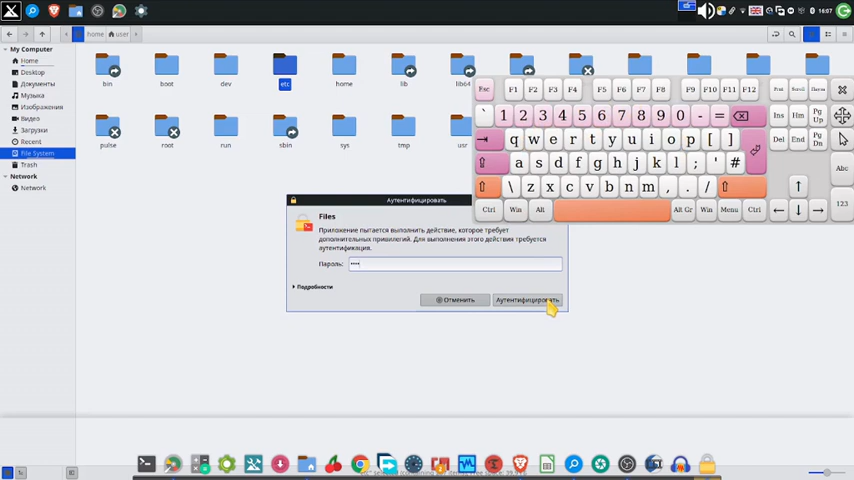 16:07
home
user
My Computer
Home
Desktop
Документы
Музыка
Изображения
Видео
Загрузки
Recent
File System
Trash
Network
Network
bin
boot
dev
etc
home
lib
lib64
pulse
root
run
sbin
sys
tmp
usr
Esc F1 F2 F3 F4 F5 F6 F7 F8 F9 F10 F11 F12
` 1 2 3 4 5 6 7 8 9 0 - = Ins Hm Pg Up
q w e r t y u i o p [ ] Del End Pg Dn
a s d f g h j k l ; ' # Abc
\ z x c v b n m , . /
Ctrl Win Alt Alt Gr Win Menu Ctrl 123
Аутентифицировать
Files
Приложение пытается выполнить действие, которое требует
дополнительных привилегий. Для выполнения этого действия требуется
аутентификация.
Пароль:
Подробности
Отменить
Аутентифицировать